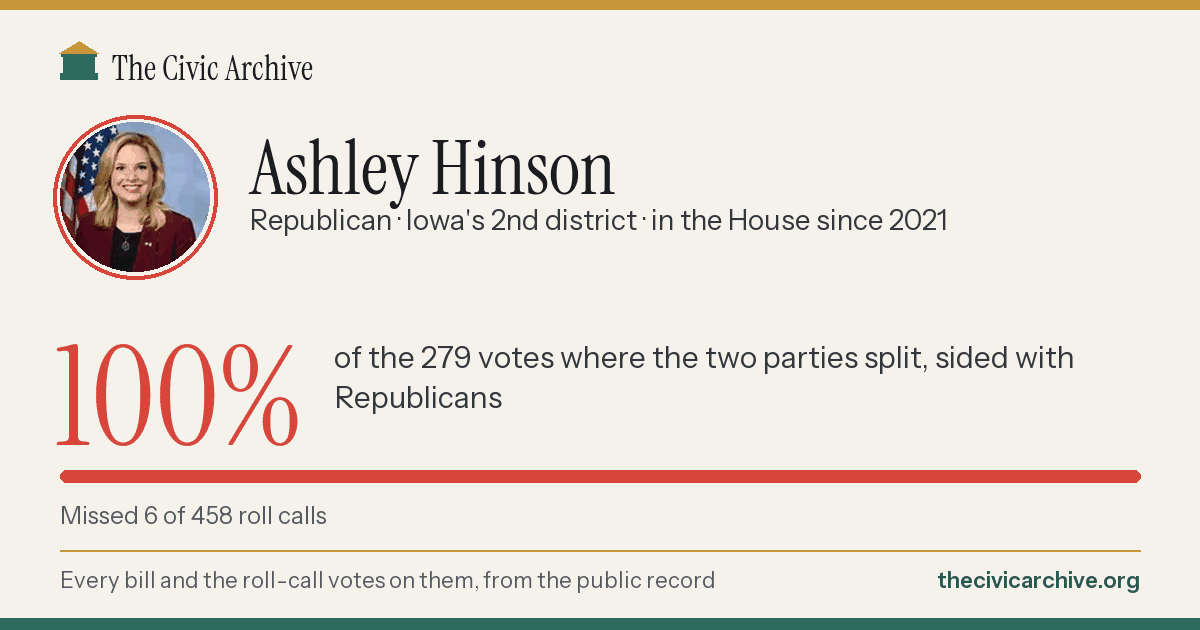 The Civic Archive
Ashley Hinson
Republican · Iowa's 2nd district · in the House since 2021
100%
of the 279 votes where the two parties split, sided with
Republicans
Missed 6 of 458 roll calls
Every bill and the roll-call votes on them, from the public record
thecivicarchive.org